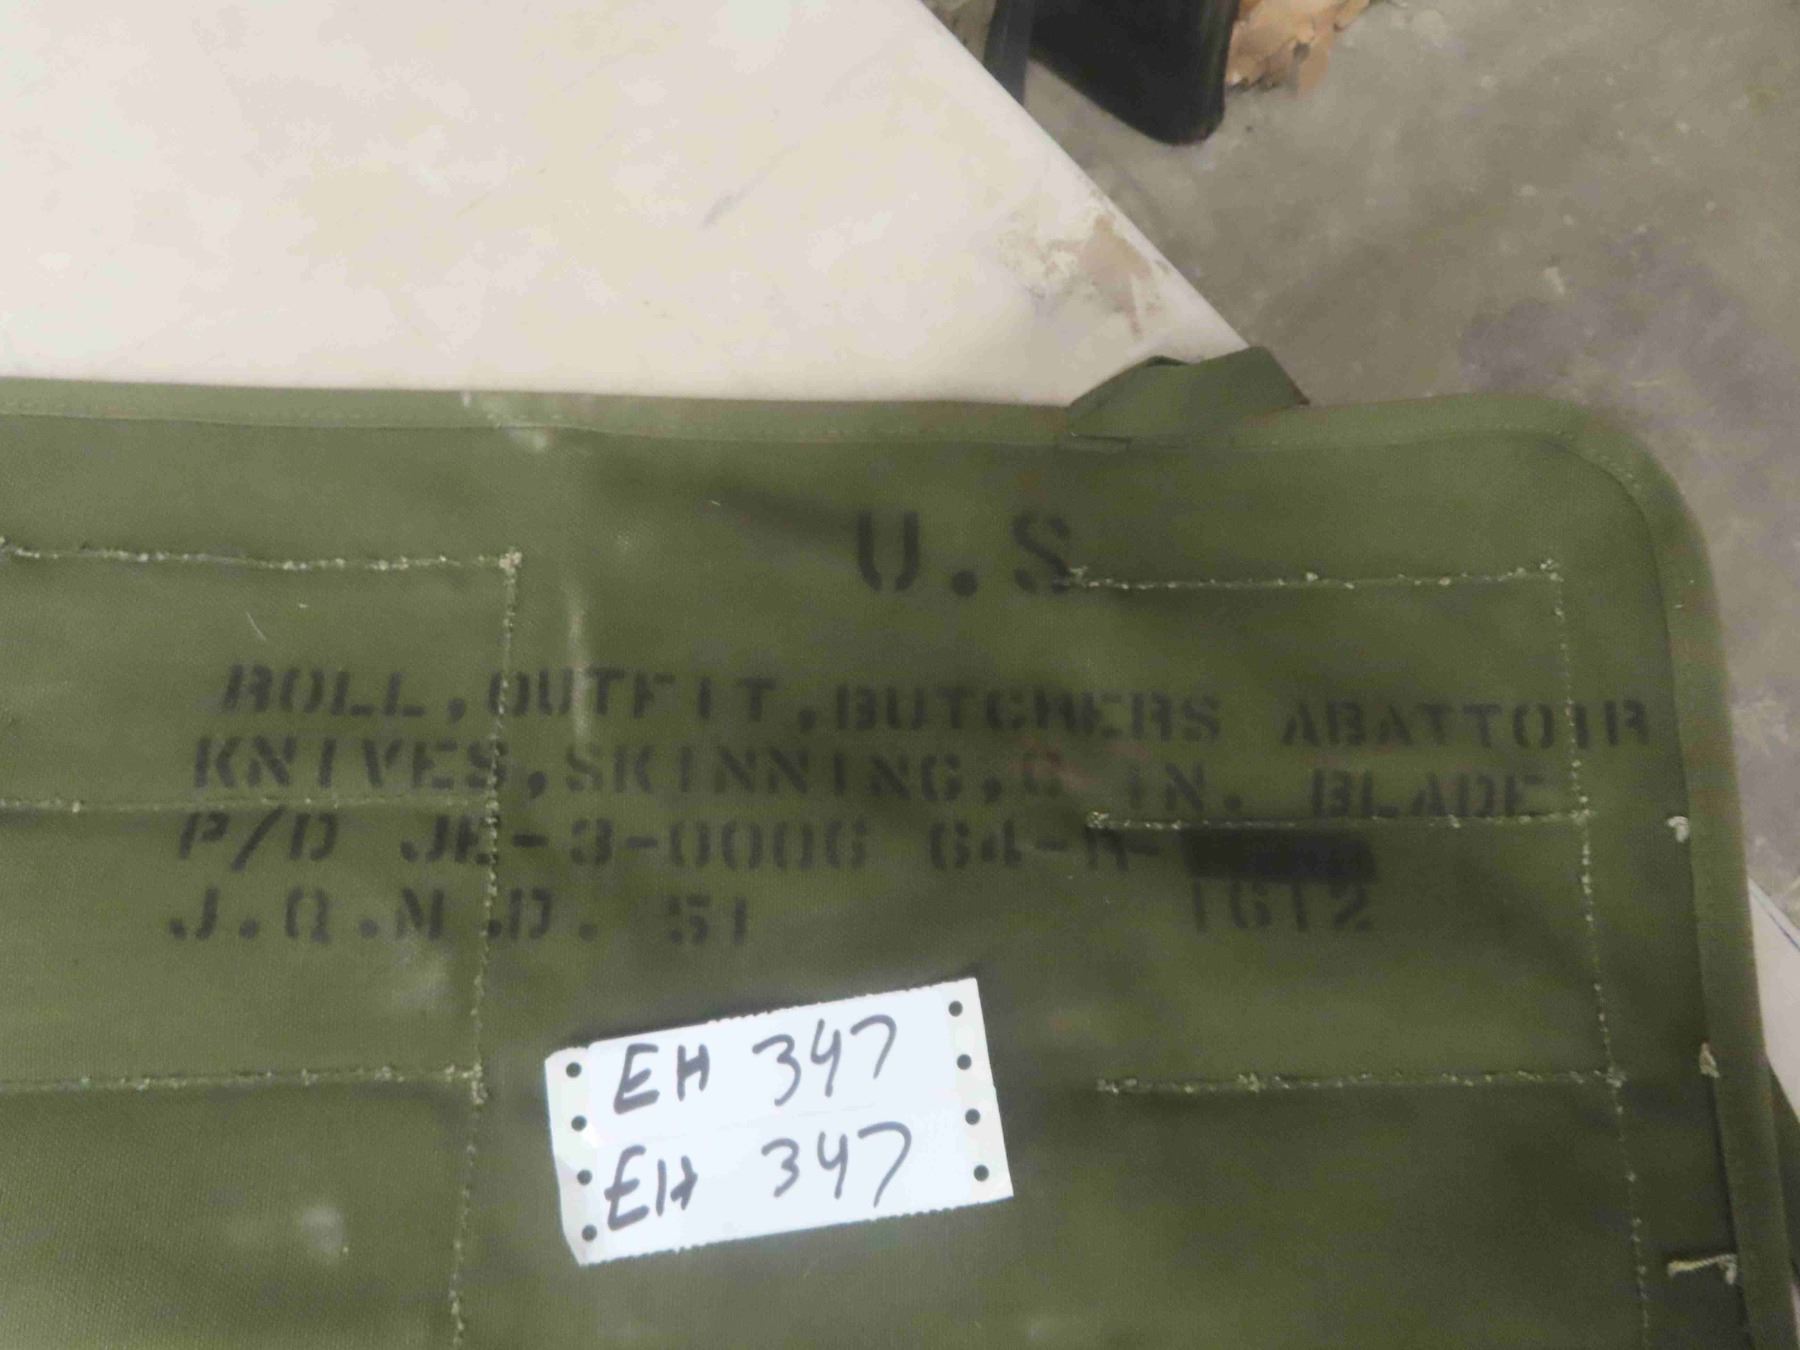 U.S
ROLL, OUTFIT, BUTCHERS ABATTOIR
KNIVES, SKINNING, 6 IN. BLADE
P/D JE-3-0006 64-R-
J.Q.M.D. 51 1612
EH 347
EH 347